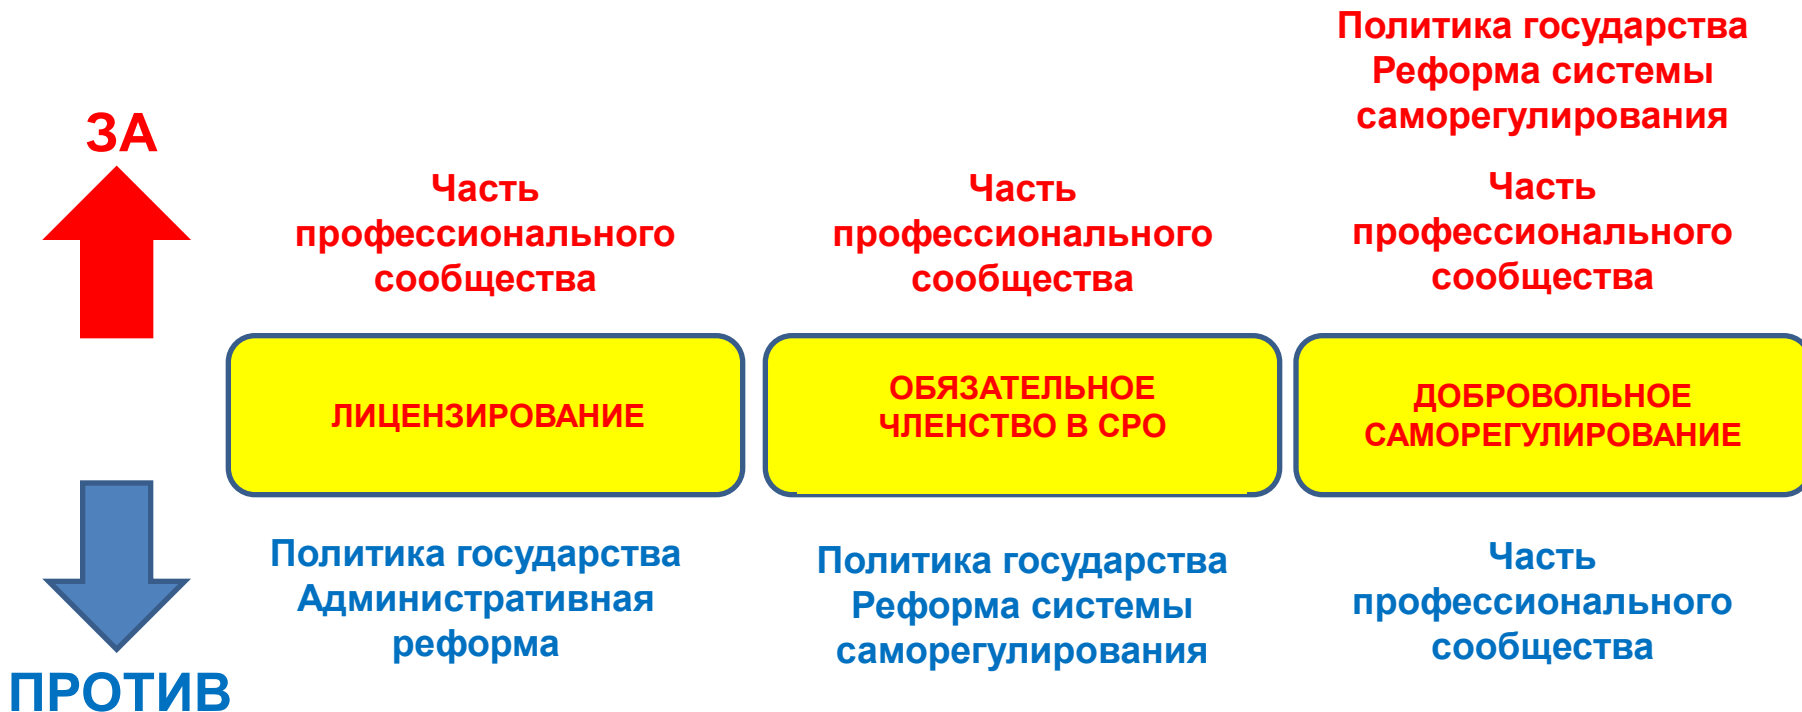 ЗА
Часть
профессионального
сообщества
Часть
профессионального
сообщества
Политика государства
Реформа системы
саморегулирования
Часть
профессионального
сообщества
ЛИЦЕНЗИРОВАНИЕ
ОБЯЗАТЕЛЬНОЕ
ЧЛЕНСТВО В СРО
ДОБРОВОЛЬНОЕ
САМОРЕГУЛИРОВАНИЕ
Политика государства
Административная
реформа
Политика государства
Реформа системы
саморегулирования
Часть
профессионального
сообщества
ПРОТИВ